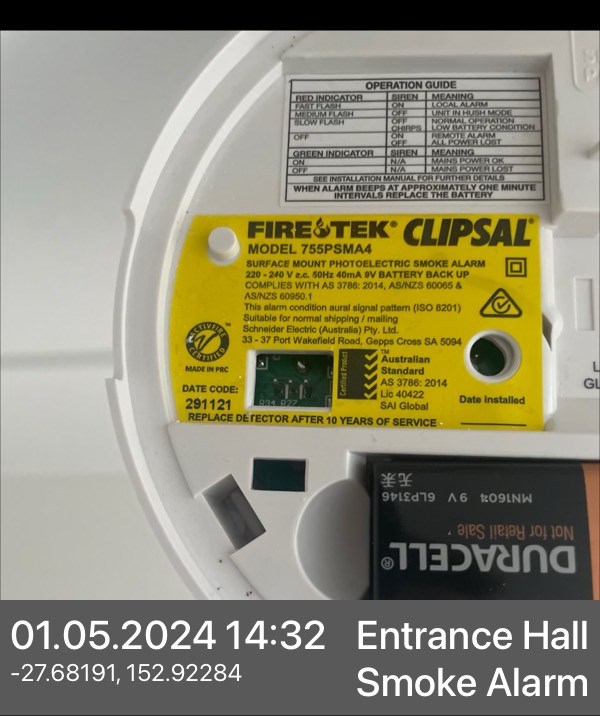 OPERATION GUIDE
RED INDICATOR SIREN MEANING
FAST FLASH ON LOCAL ALARM
MEDIUM FLASH OFF UNIT IN HUSH MODE
SLOW FLASH OFF NORMAL OPERATION
CHIRPS LOW BATTERY CONDITION
OFF ON REMOTE ALARM
OFF ALL POWER LOST
GREEN INDICATOR SIREN MEANING
ON N/A MAINS POWER OK
OFF N/A MAINS POWER LOST
SEE INSTALLATION MANUAL FOR FURTHER DETAILS
WHEN ALARM BEEPS AT APPROXIMATELY ONE MINUTE
INTERVALS REPLACE THE BATTERY
FIRETEK® CLIPSAL®
MODEL 755PSMA4
SURFACE MOUNT PHOTOELECTRIC SMOKE ALARM
220 - 240 V a.c. 50Hz 40mA 9V BATTERY BACK UP
COMPLIES WITH AS 3786: 2014, AS/NZS 60065 &
AS/NZS 60950.1
This alarm condition aural signal pattern (ISO 8201)
Suitable for normal shipping / mailing
Schneider Electric (Australia) Pty. Ltd.
33 - 37 Port Wakefield Road, Gepps Cross SA 5094
ACTIVFIRE
CERTIFIED
MADE IN PRC
DATE CODE:
291121
R34 R77
Certified Product
™
Australian
Standard
AS 3786: 2014
Lic 40422
SAI Global
Date installed
REPLACE DETECTOR AFTER 10 YEARS OF SERVICE
无汞
MN1604 9V 6LP3146
Not for Retail Sale
DURACELL®
01.05.2024 14:32
-27.68191, 152.92284
Entrance Hall
Smoke Alarm